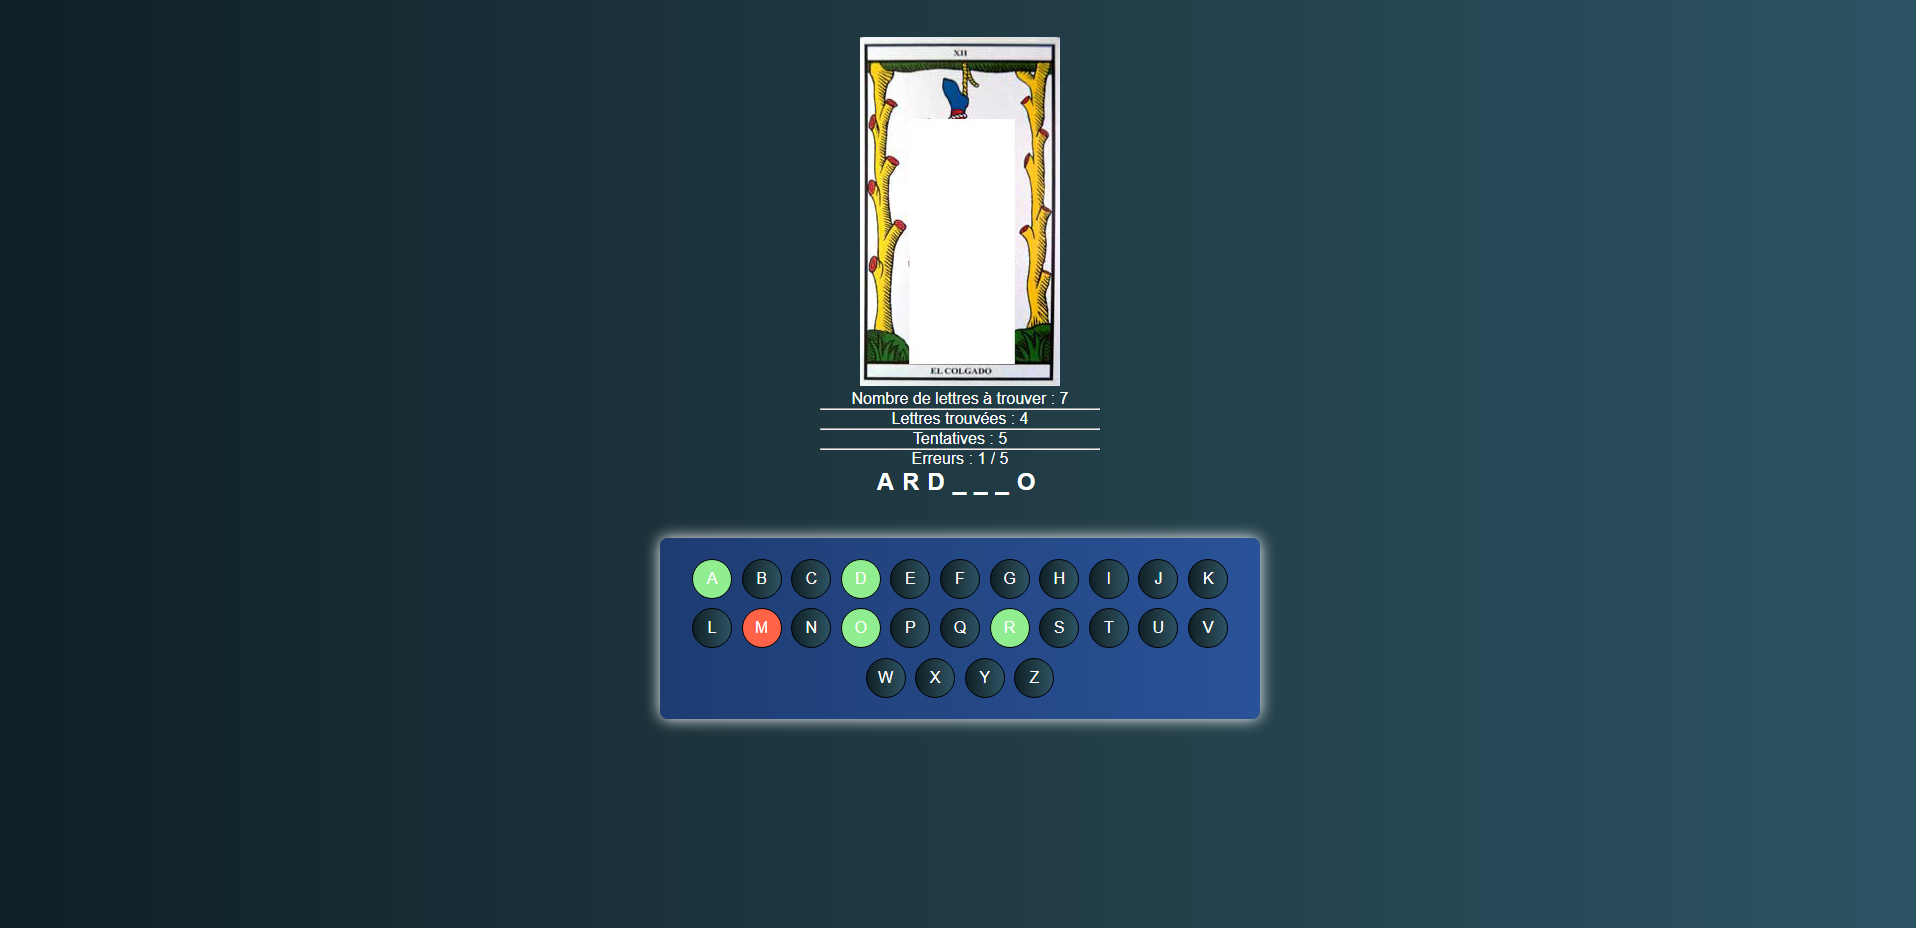 XII
EL COLGADO
Nombre de lettres à trouver : 7
Lettres trouvées : 4
Tentatives : 5
Erreurs : 1 / 5
A R D _ _ _ O
A B C D E F G H I J K
L M N O P Q R S T U V
W X Y Z